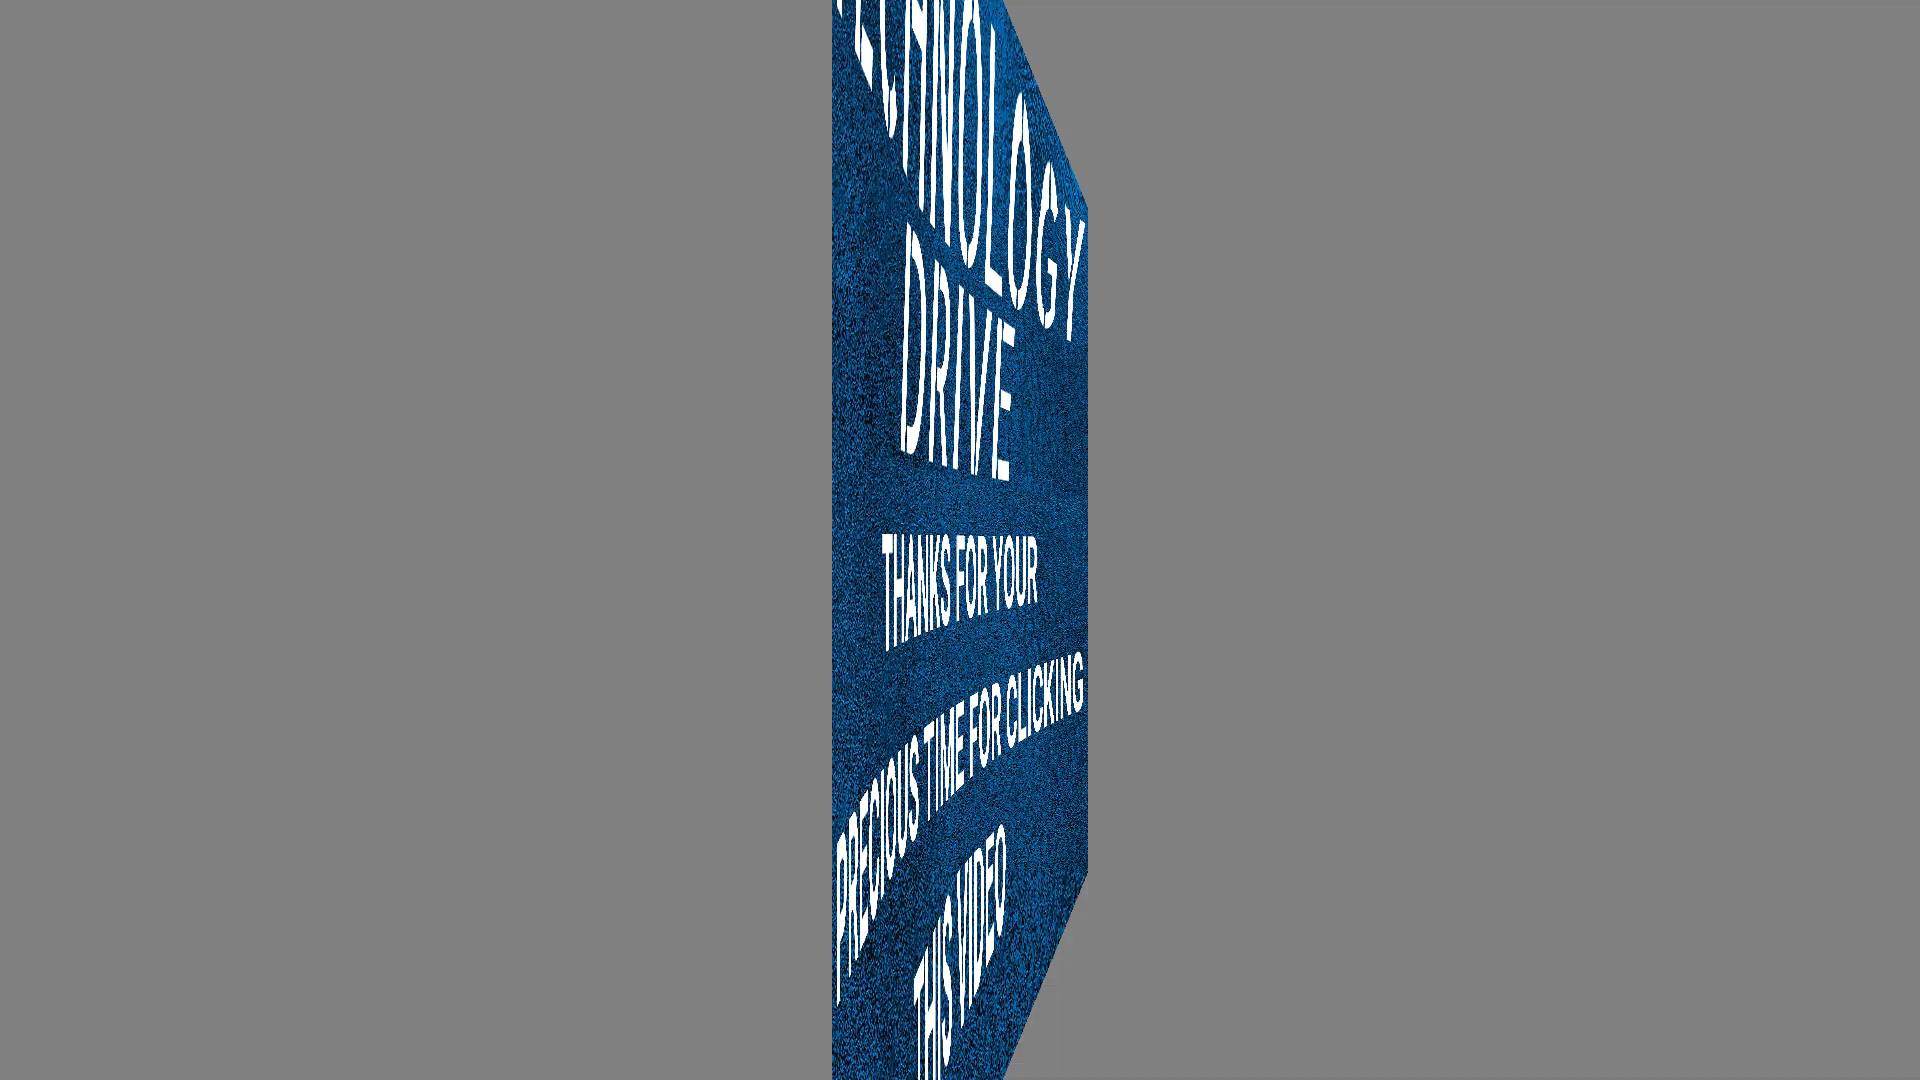 TECHNOLOGY
DRIVE
THANKS FOR YOUR
PRECIOUS TIME FOR CLICKING
THIS VIDEO